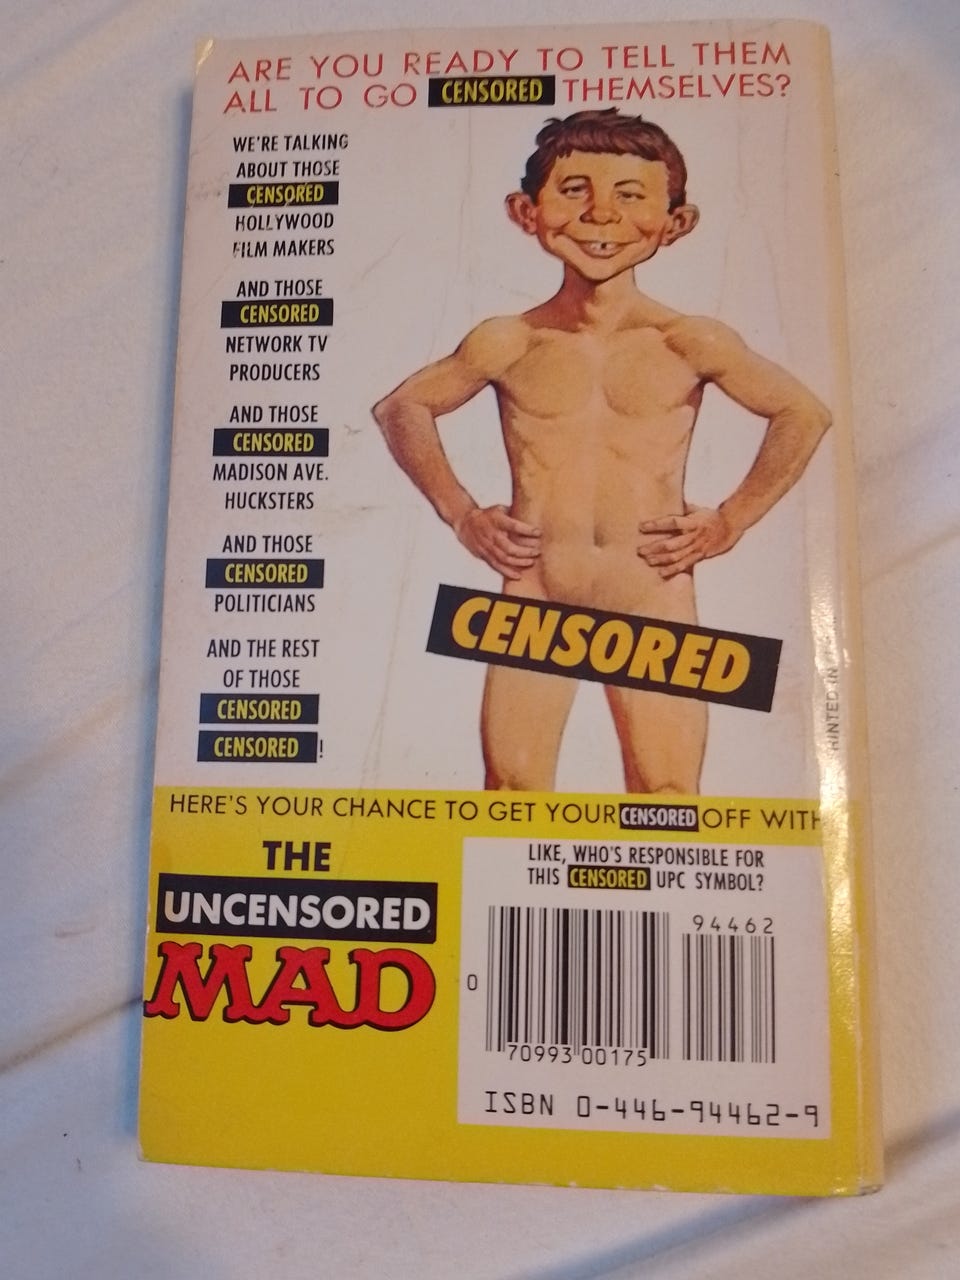 ARE YOU READY TO TELL THEM
ALL TO GO CENSORED THEMSELVES?
WE'RE TALKING
ABOUT THOSE
CENSORED
HOLLYWOOD
FILM MAKERS
AND THOSE
CENSORED
NETWORK TV
PRODUCERS
AND THOSE
CENSORED
MADISON AVE.
HUCKSTERS
AND THOSE
CENSORED
POLITICIANS
AND THE REST
OF THOSE
CENSORED
CENSORED !
CENSORED
HERE'S YOUR CHANCE TO GET YOUR CENSORED OFF WITH
THE
UNCENSORED
MAD
LIKE, WHO'S RESPONSIBLE FOR
THIS CENSORED UPC SYMBOL?
94462
0 70993 00175
ISBN 0-446-94462-9